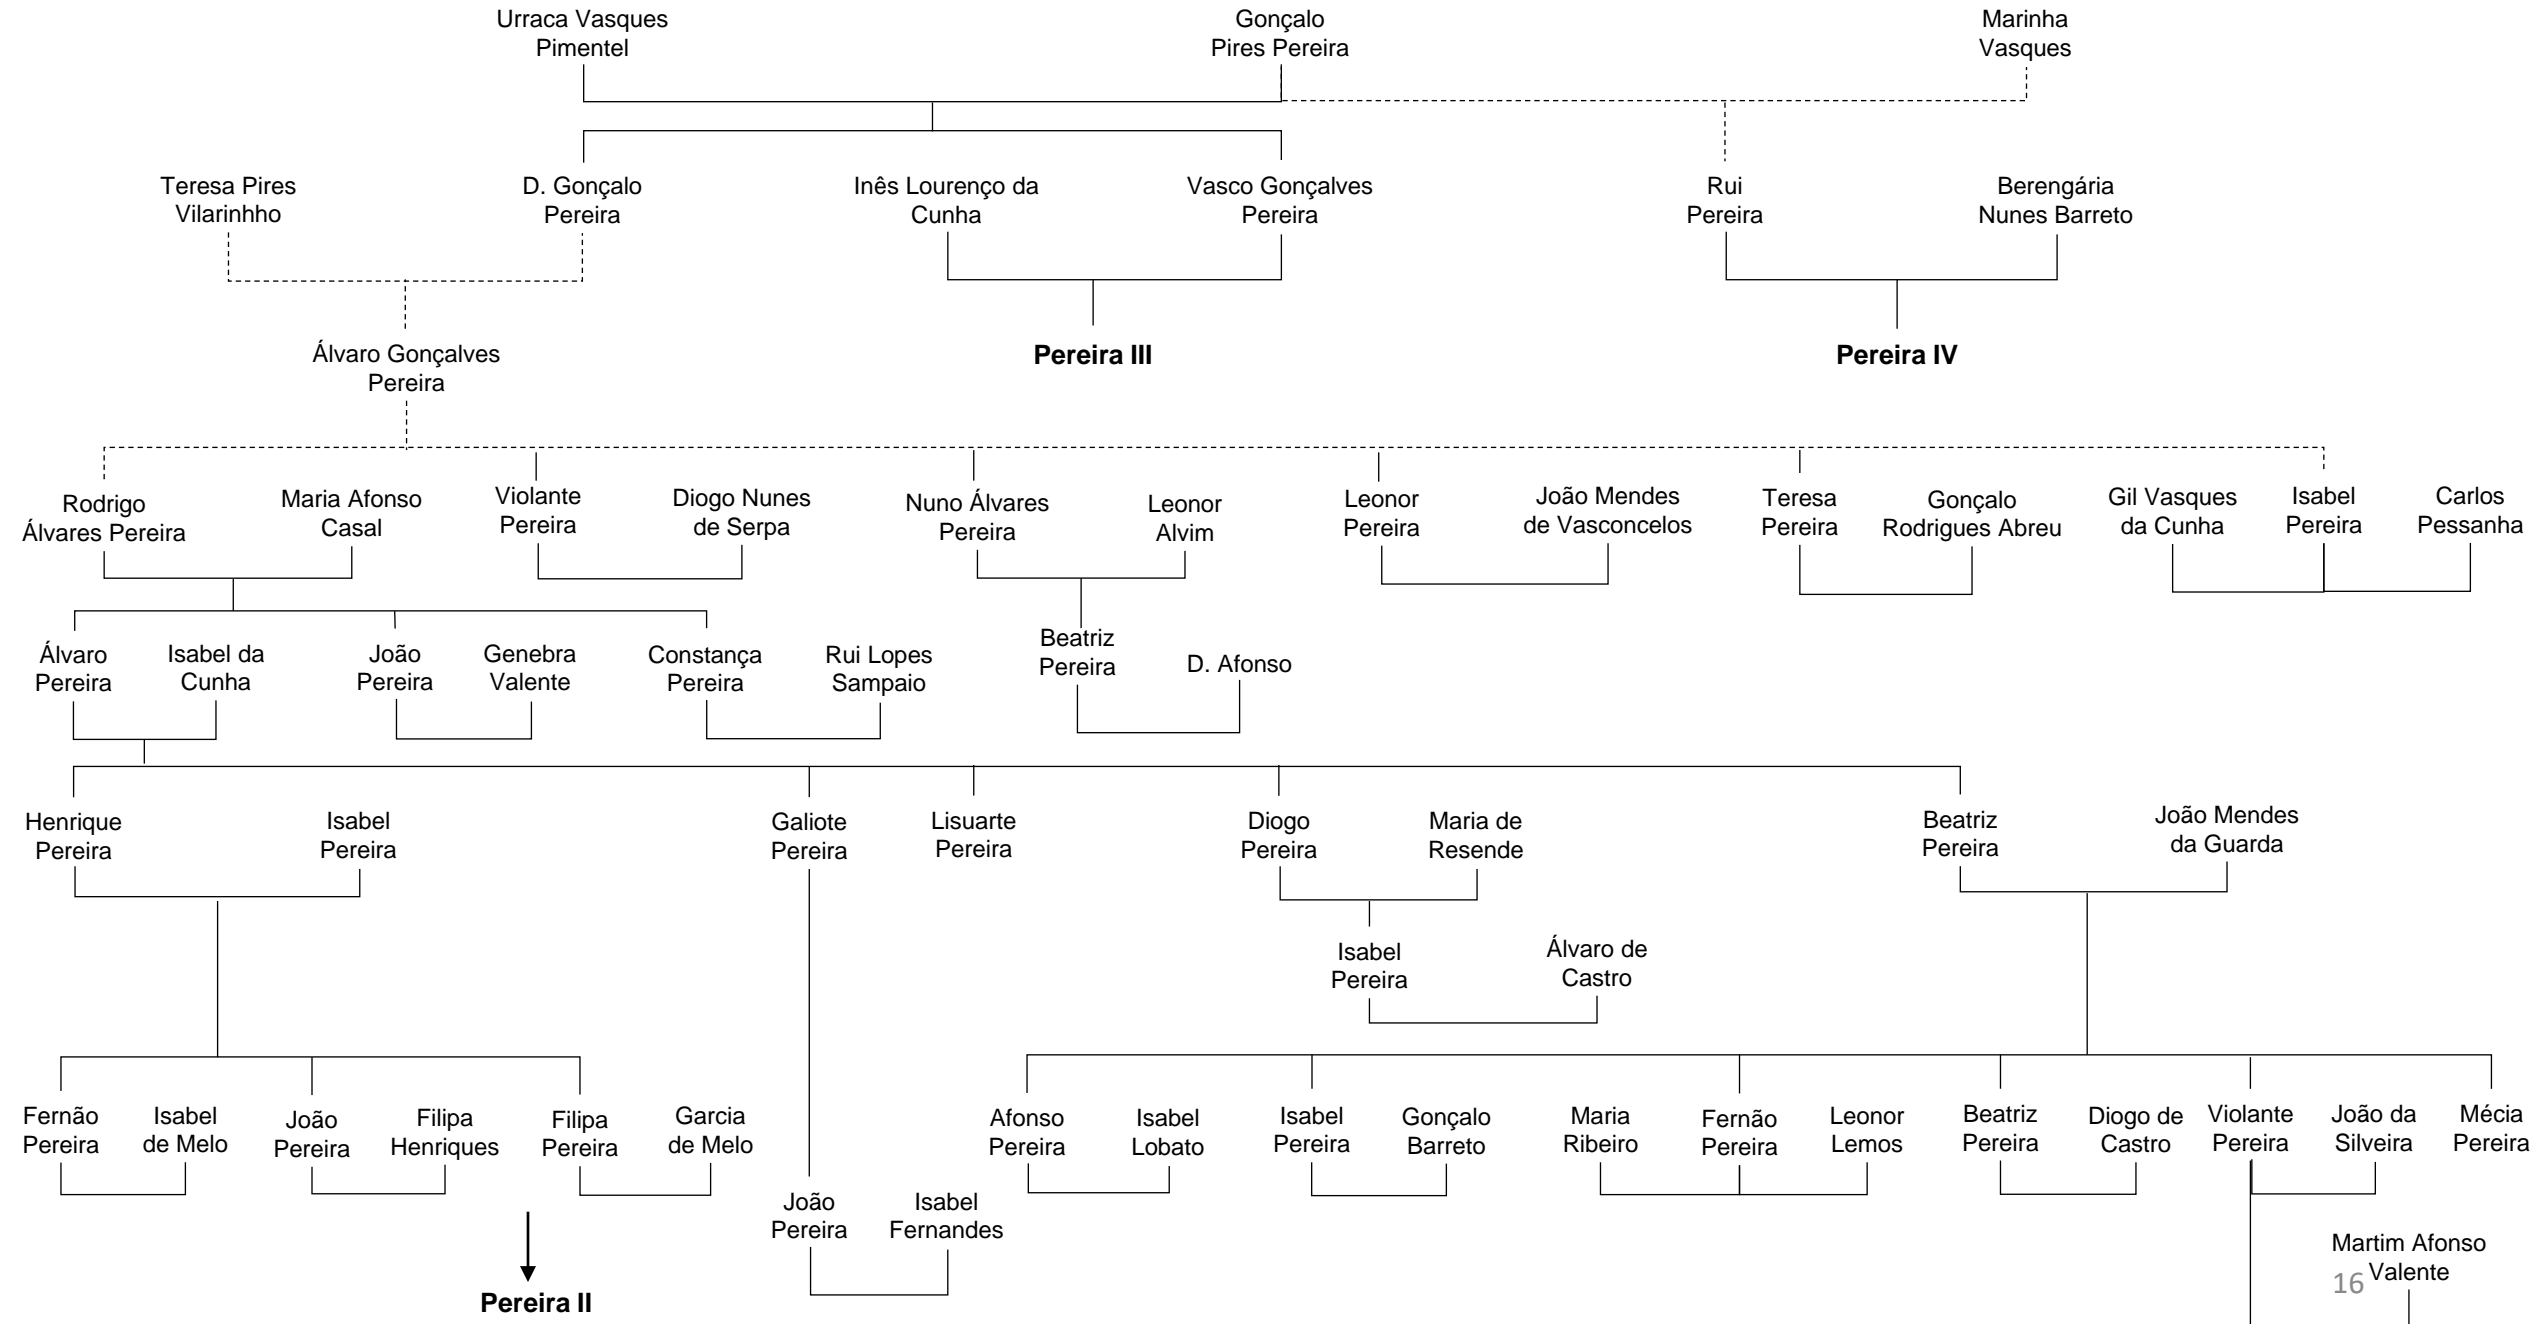 Urraca Vasques
Pimentel
Gonçalo
Pires Pereira
Marinha
Vasques
Teresa Pires
Vilarinhho
D. Gonçalo
Pereira
Inês Lourenço da
Cunha
Vasco Gonçalves
Pereira
Rui
Pereira
Berengária
Nunes Barreto
Álvaro Gonçalves
Pereira
Pereira III
Pereira IV
Rodrigo
Álvares Pereira
Maria Afonso
Casal
Violante
Pereira
Diogo Nunes
de Serpa
Nuno Álvares
Pereira
Leonor
Alvim
Leonor
Pereira
João Mendes
de Vasconcelos
Teresa
Pereira
Gonçalo
Rodrigues Abreu
Gil Vasques
da Cunha
Isabel
Pereira
Carlos
Pessanha
Álvaro
Pereira
Isabel da
Cunha
João
Pereira
Genebra
Valente
Constança
Pereira
Rui Lopes
Sampaio
Beatriz
Pereira
D. Afonso
Henrique
Pereira
Isabel
Pereira
Galiote
Pereira
Lisuarte
Pereira
Diogo
Pereira
Maria de
Resende
Beatriz
Pereira
João Mendes
da Guarda
Isabel
Pereira
Álvaro de
Castro
Fernão
Pereira
Isabel
de Melo
João
Pereira
Filipa
Henriques
Filipa
Pereira
Garcia
de Melo
Afonso
Pereira
Isabel
Lobato
Isabel
Pereira
Gonçalo
Barreto
Maria
Ribeiro
Fernão
Pereira
Leonor
Lemos
Beatriz
Pereira
Diogo de
Castro
Violante
Pereira
João da
Silveira
Mécia
Pereira
João
Pereira
Isabel
Fernandes
Martim Afonso
Valente
16
Pereira II